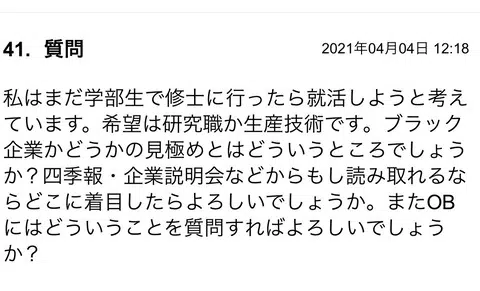 41. 質問
2021年04月04日 12:18
私はまだ学部生で修士に行ったら就活しようと考え
ています。希望は研究職か生産技術です。ブラック
企業かどうかの見極めとはどういうところでしょう
か？四季報・企業説明会などからもし読み取れるな
らどこに着目したらよろしいでしょうか。またOB
にはどういうことを質問すればよろしいでしょう
か？